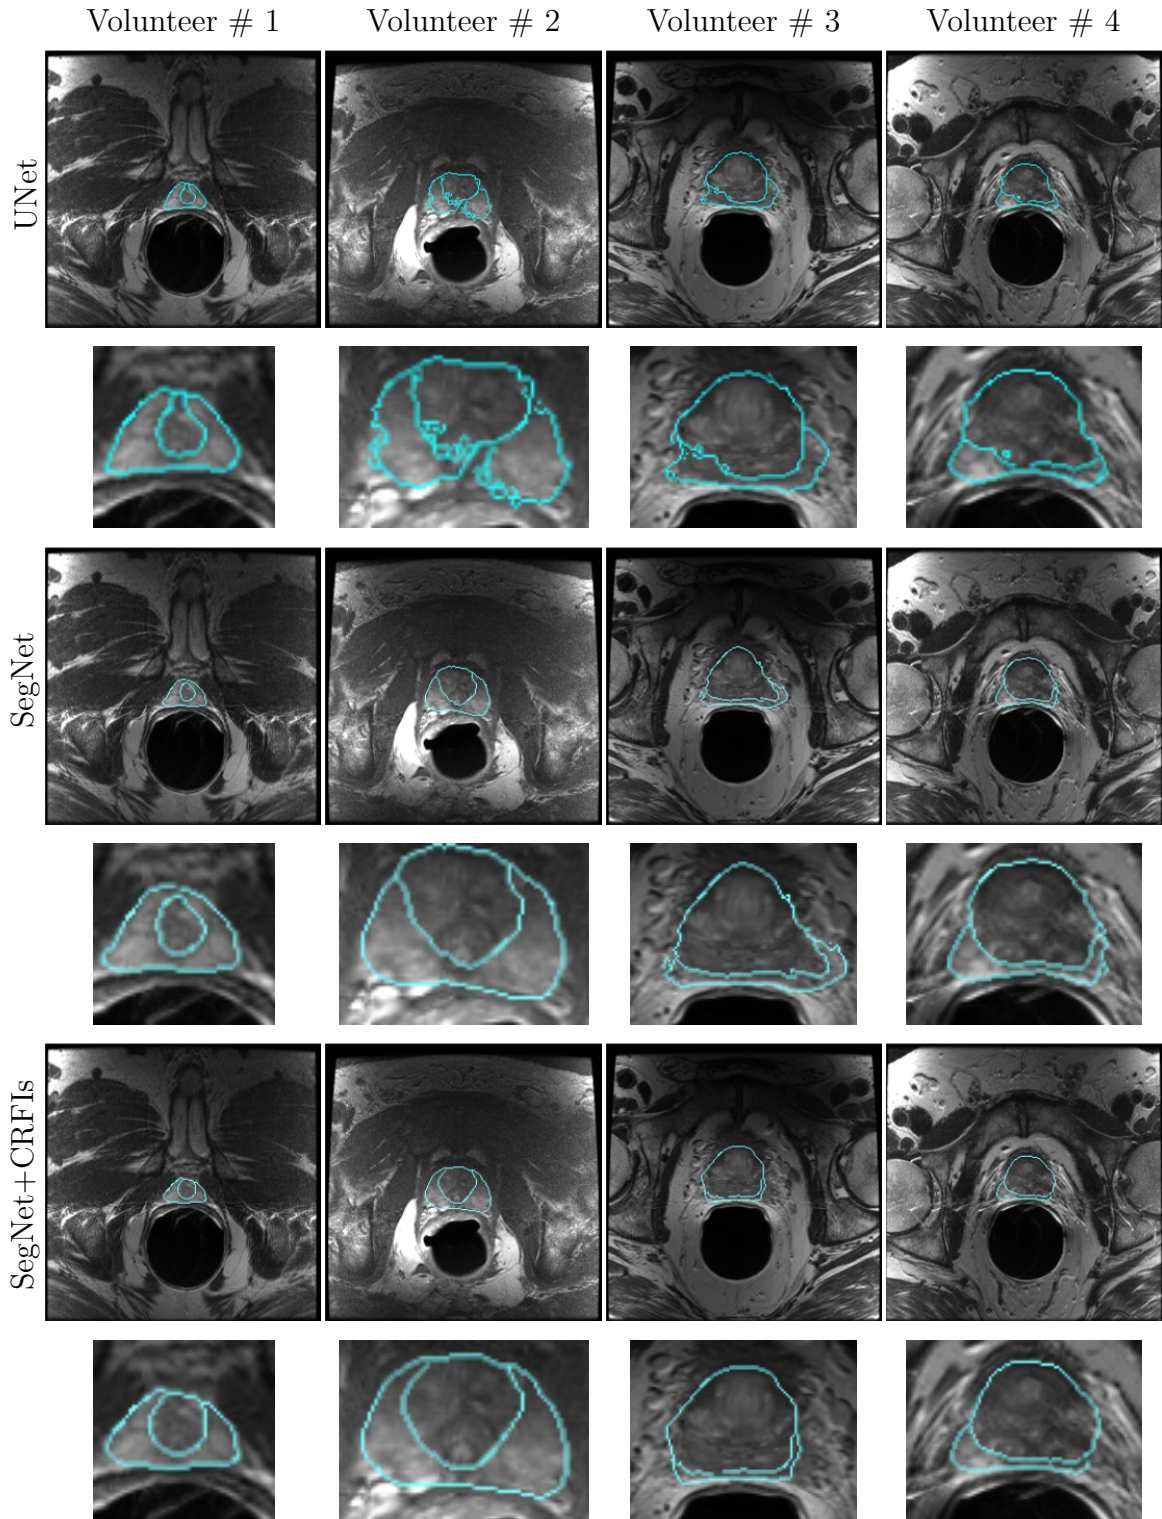 Volunteer # 1
Volunteer # 2
Volunteer # 3
Volunteer # 4
UNet
SegNet
SegNet+CRFIs